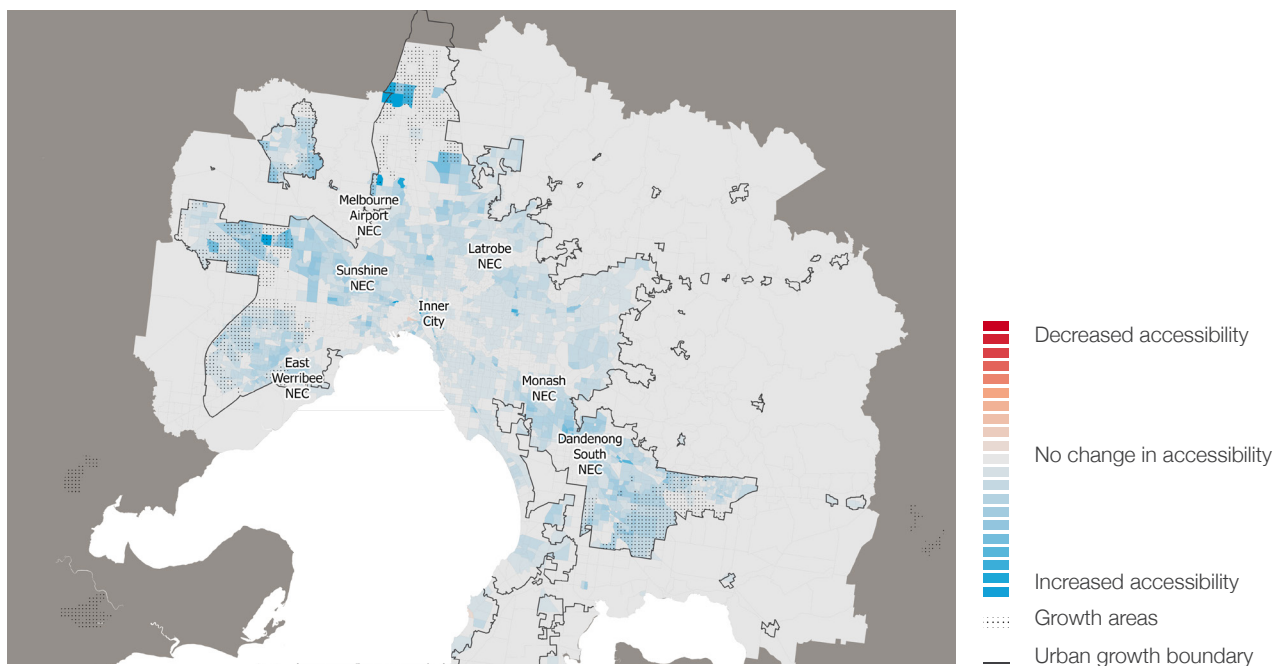 Melbourne
Airport
NEC
Latrobe
NEC
Sunshine
NEC
Inner
City
East
Werribee
NEC
Monash
NEC
Dandenong
South
NEC
Decreased accessibility
No change in accessibility
Increased accessibility
Growth areas
Urban growth boundary